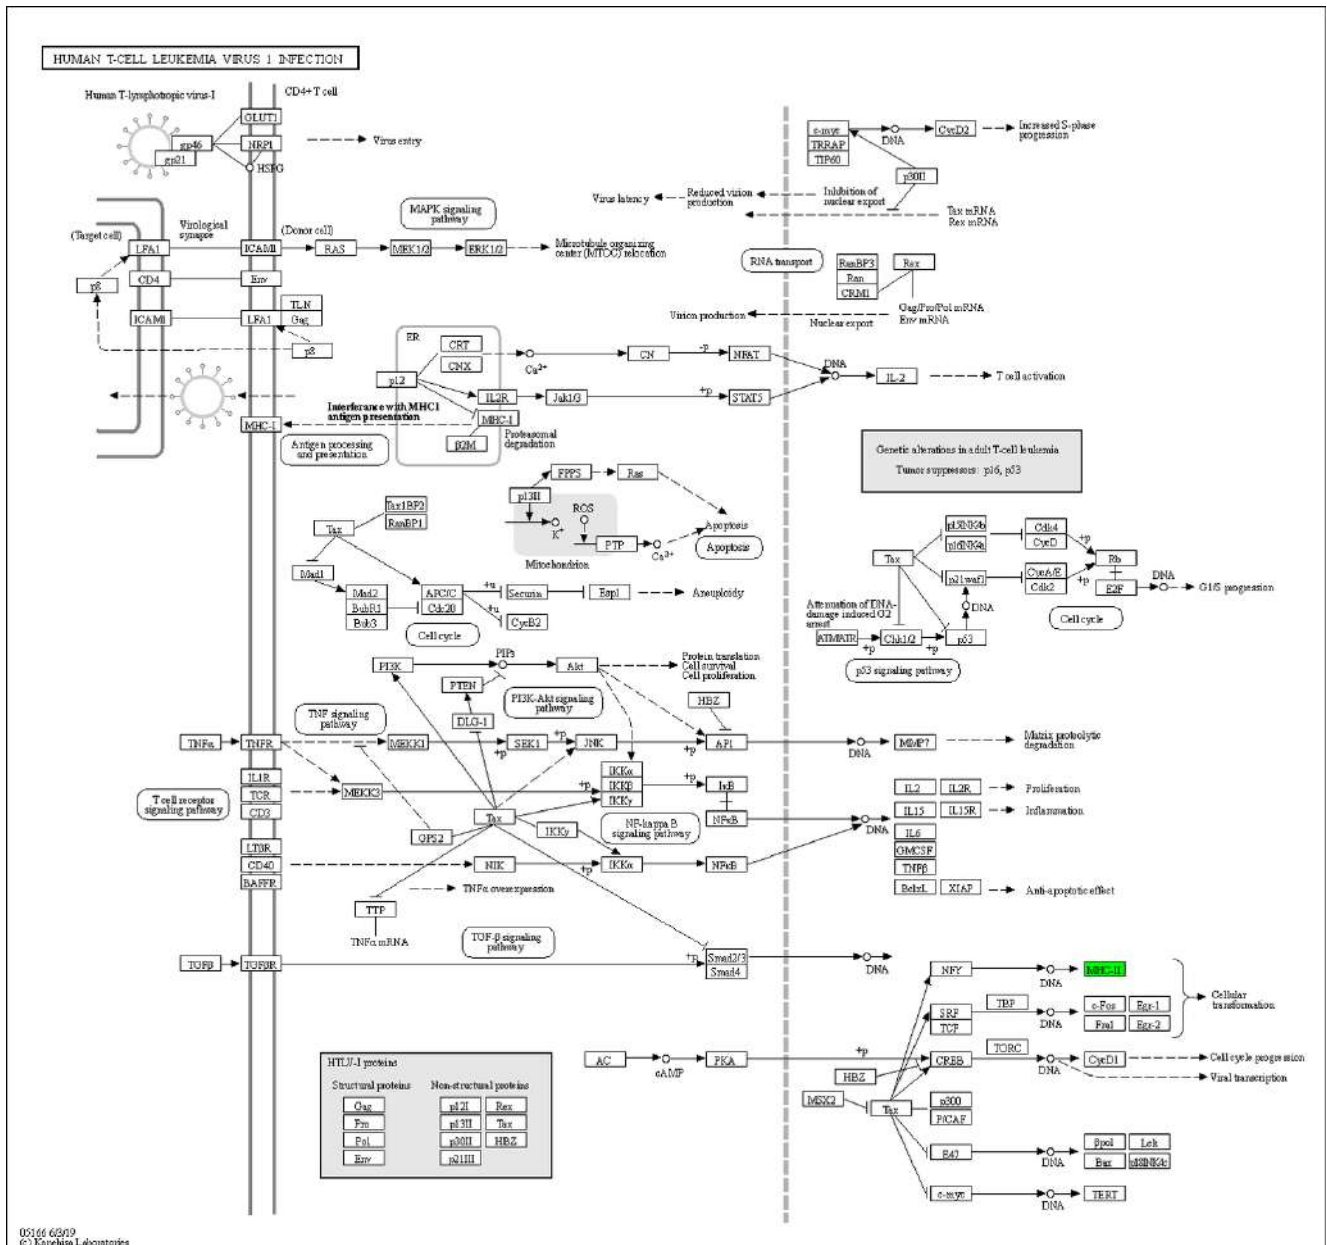 HUMAN T-CELL LEUKEMIA VIRUS 1 INFECTION
Human T-lymphotropic virus-I
CD4+ T cell
GLUT1
gp46
NRP1
Virus entry
gp21
HSPG
c-myc
DNA
CycD2
Increased S-phase
progression
TRRAP
TIP60
p30II
Virus latency
Reduced virion
production
Inhibition of
nuclear export
Tax mRNA
Rex mRNA
(Target cell)
Virological
synapse
(Donor cell)
MAPK signaling
pathway
LFA1
ICAM1
RAS
MEK1/2
ERK1/2
Microtubule organizing
center (MTOC) relocation
RNA transport
RanBP3
Rex
Ran
CRM1
p8
CD4
Env
ICAM1
LFA1
TLN
Gag
p8
Virion production
Nuclear export
Gag/Pro/Pol mRNA
Env mRNA
ER
CRT
CNX
Ca2+
CN
-p
NFAT
DNA
IL-2
T cell activation
p12
IL2R
Jak1/3
+p
STAT5
Interferance with MHC1
antigen presentation
MHC-I
MHC-I
β2M
Proteasomal
degradation
Antigen processing
and presentation
Genetic alterations in adult T-cell leukemia
Tumor suppressors: p16, p53
FPPS
Ras
p13II
ROS
K+
PTP
Ca2+
Mitochondrion
Apoptosis
Apoptosis
Tax1BP2
RanBP1
Tax
Mad1
Mad2
BubR1
Bub3
APC/C
Cdc20
+u
Securin
Espl
Aneuploidy
+u
CycB2
Cell cycle
p15INK4b
p16INK4a
Cdk4
CycD
+p
Tax
Rb
p21waf1
CycA/E
Cdk2
+p
E2F
DNA
G1/S progression
Attenuation of DNA-
damage induced G2
arrest
DNA
Cell cycle
ATM/ATR
+p
Chk1/2
+p
p53
p53 signaling pathway
PI3K
PIP3
Akt
Protein translation
Cell survival
Cell proliferation
PTEN
PI3K-Akt signaling
pathway
DLG-1
HBZ
TNF signaling
pathway
TNFα
TNFR
MEKK1
+p
SEK1
+p
JNK
+p
AP1
DNA
MMP7
Matrix proteolytic
degradation
IL1R
TCR
CD3
T cell receptor
signaling pathway
MEKK3
+p
IKKα
IKKβ
IKKγ
+p
IκB
NFκB
IL2
IL2R
Proliferation
IL15
IL15R
Inflammation
DNA
IL6
GMCSF
TNFβ
BclxL
XIAP
Anti-apoptotic effect
Tax
GPS2
IKKγ
NF-kappa B
signaling pathway
LTBR
CD40
BAFFR
NIK
+p
IKKα
NFκB
TNFα overexpression
TTP
TNFα mRNA
TGF-β signaling
pathway
TGFβ
TGFβR
+p
Smad2/3
Smad4
DNA
NFY
DNA
MHC-II
Cellular
transformation
SRF
TCF
TBP
DNA
c-Fos
Egr-1
Fra1
Egr-2
AC
cAMP
PKA
+p
CREB
TORC
DNA
CycD1
Cell cycle progression
Viral transcription
HBZ
MSX2
Tax
p300
P/CAF
E47
DNA
βpol
Lck
Bax
p18INK4c
c-myc
DNA
TERT
HTLV-I proteins
Structural proteins
Non-structural proteins
Gag
p12I
Rex
Pro
p13II
Tax
Pol
p30II
HBZ
Env
p21III
05166 6/3/19
(c) Kanehisa Laboratories